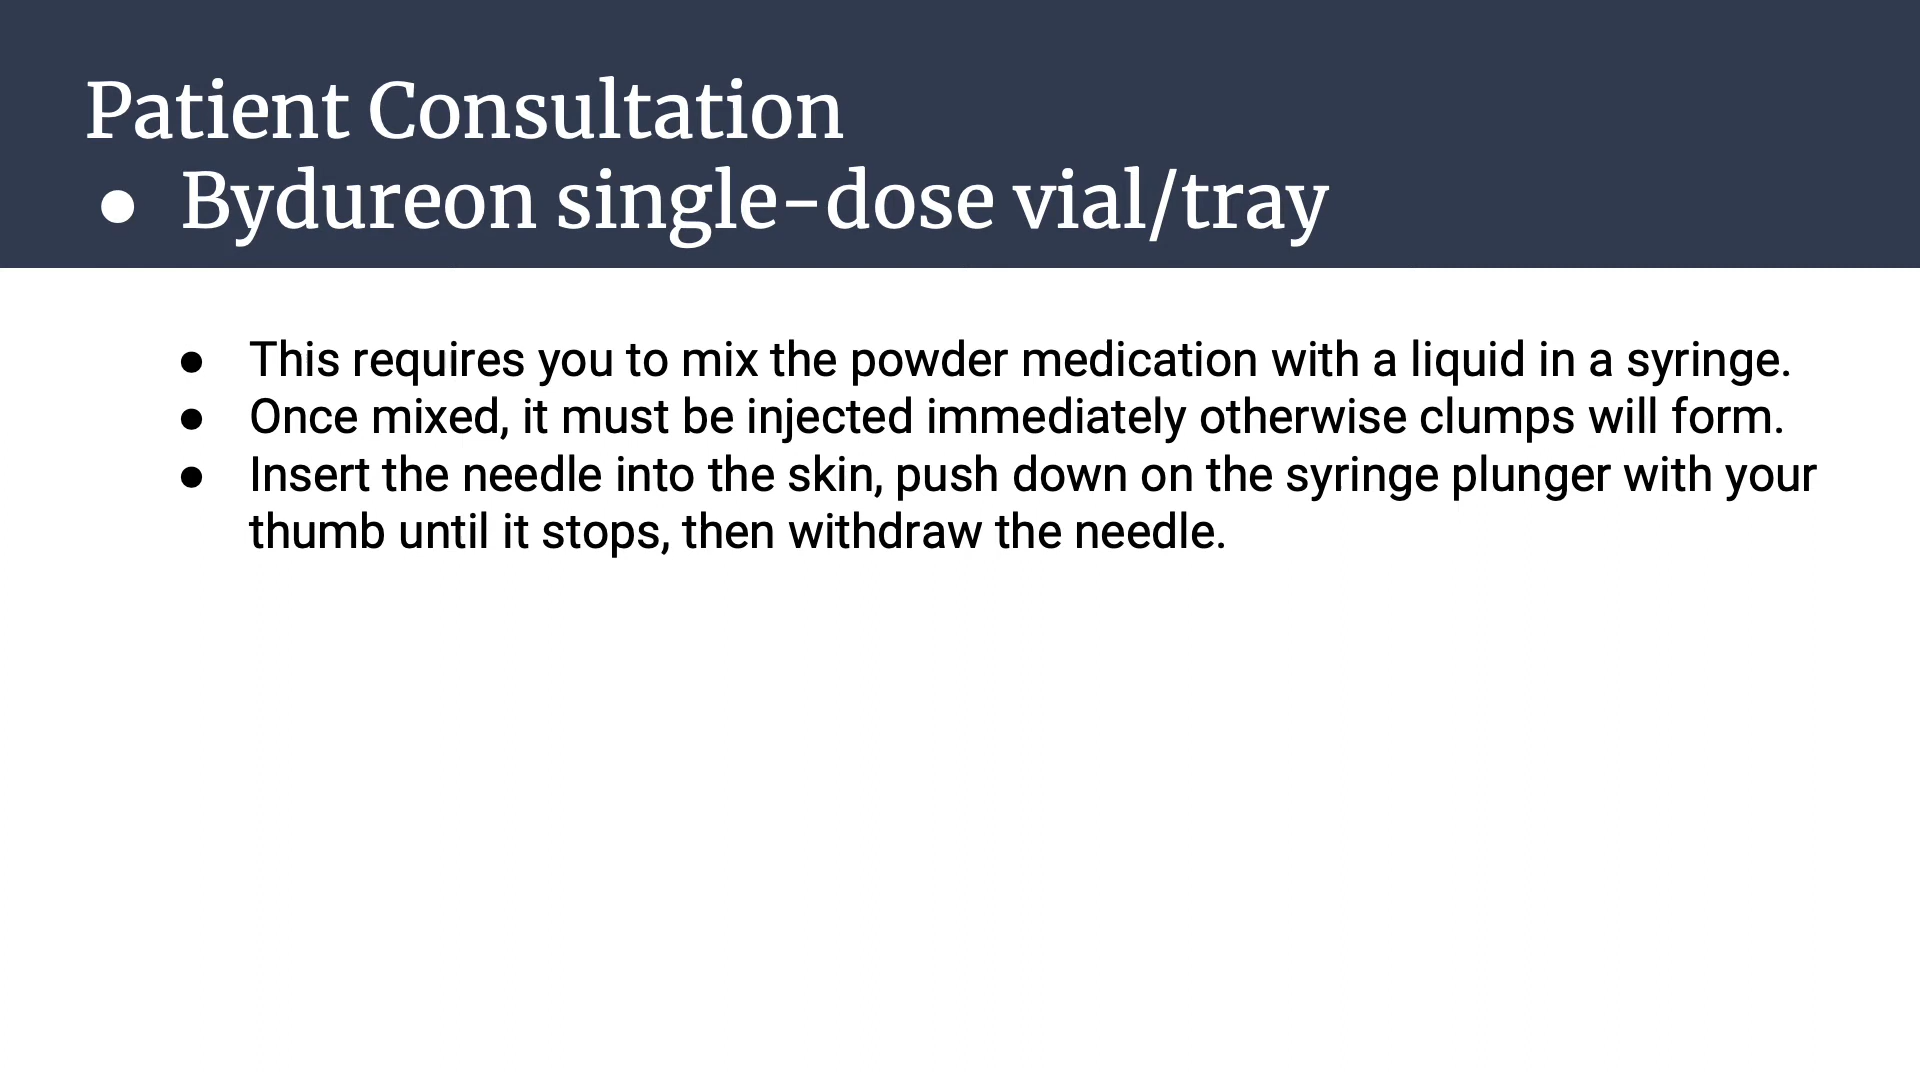 Patient Consultation
● Bydureon single-dose vial/tray
● This requires you to mix the powder medication with a liquid in a syringe.
● Once mixed, it must be injected immediately otherwise clumps will form.
● Insert the needle into the skin, push down on the syringe plunger with your
thumb until it stops, then withdraw the needle.